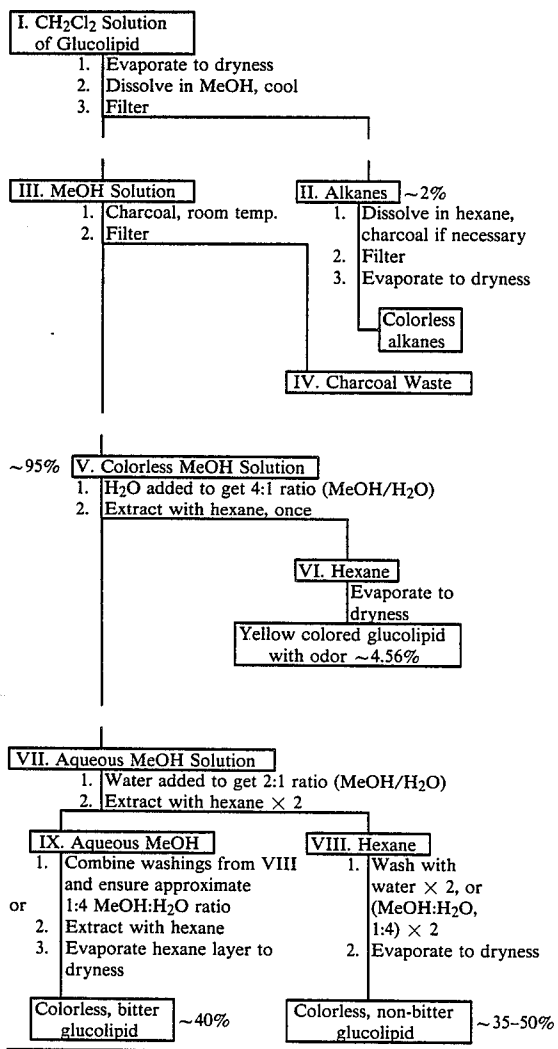 I. CH2Cl2 Solution
of Glucolipid
1. Evaporate to dryness
2. Dissolve in MeOH, cool
3. Filter
III. MeOH Solution
1. Charcoal, room temp.
2. Filter
II. Alkanes ~2%
1. Dissolve in hexane,
charcoal if necessary
2. Filter
3. Evaporate to dryness
Colorless
alkanes
IV. Charcoal Waste
~95% V. Colorless MeOH Solution
1. H2O added to get 4:1 ratio (MeOH/H2O)
2. Extract with hexane, once
VI. Hexane
Evaporate to
dryness
Yellow colored glucolipid
with odor ~4.56%
VII. Aqueous MeOH Solution
1. Water added to get 2:1 ratio (MeOH/H2O)
2. Extract with hexane × 2
IX. Aqueous MeOH
1. Combine washings from VIII
and ensure approximate
or 1:4 MeOH:H2O ratio
2. Extract with hexane
3. Evaporate hexane layer to
dryness
Colorless, bitter
glucolipid ~40%
VIII. Hexane
1. Wash with
water × 2, or
(MeOH:H2O,
1:4) × 2
2. Evaporate to dryness
Colorless, non-bitter
glucolipid ~35–50%